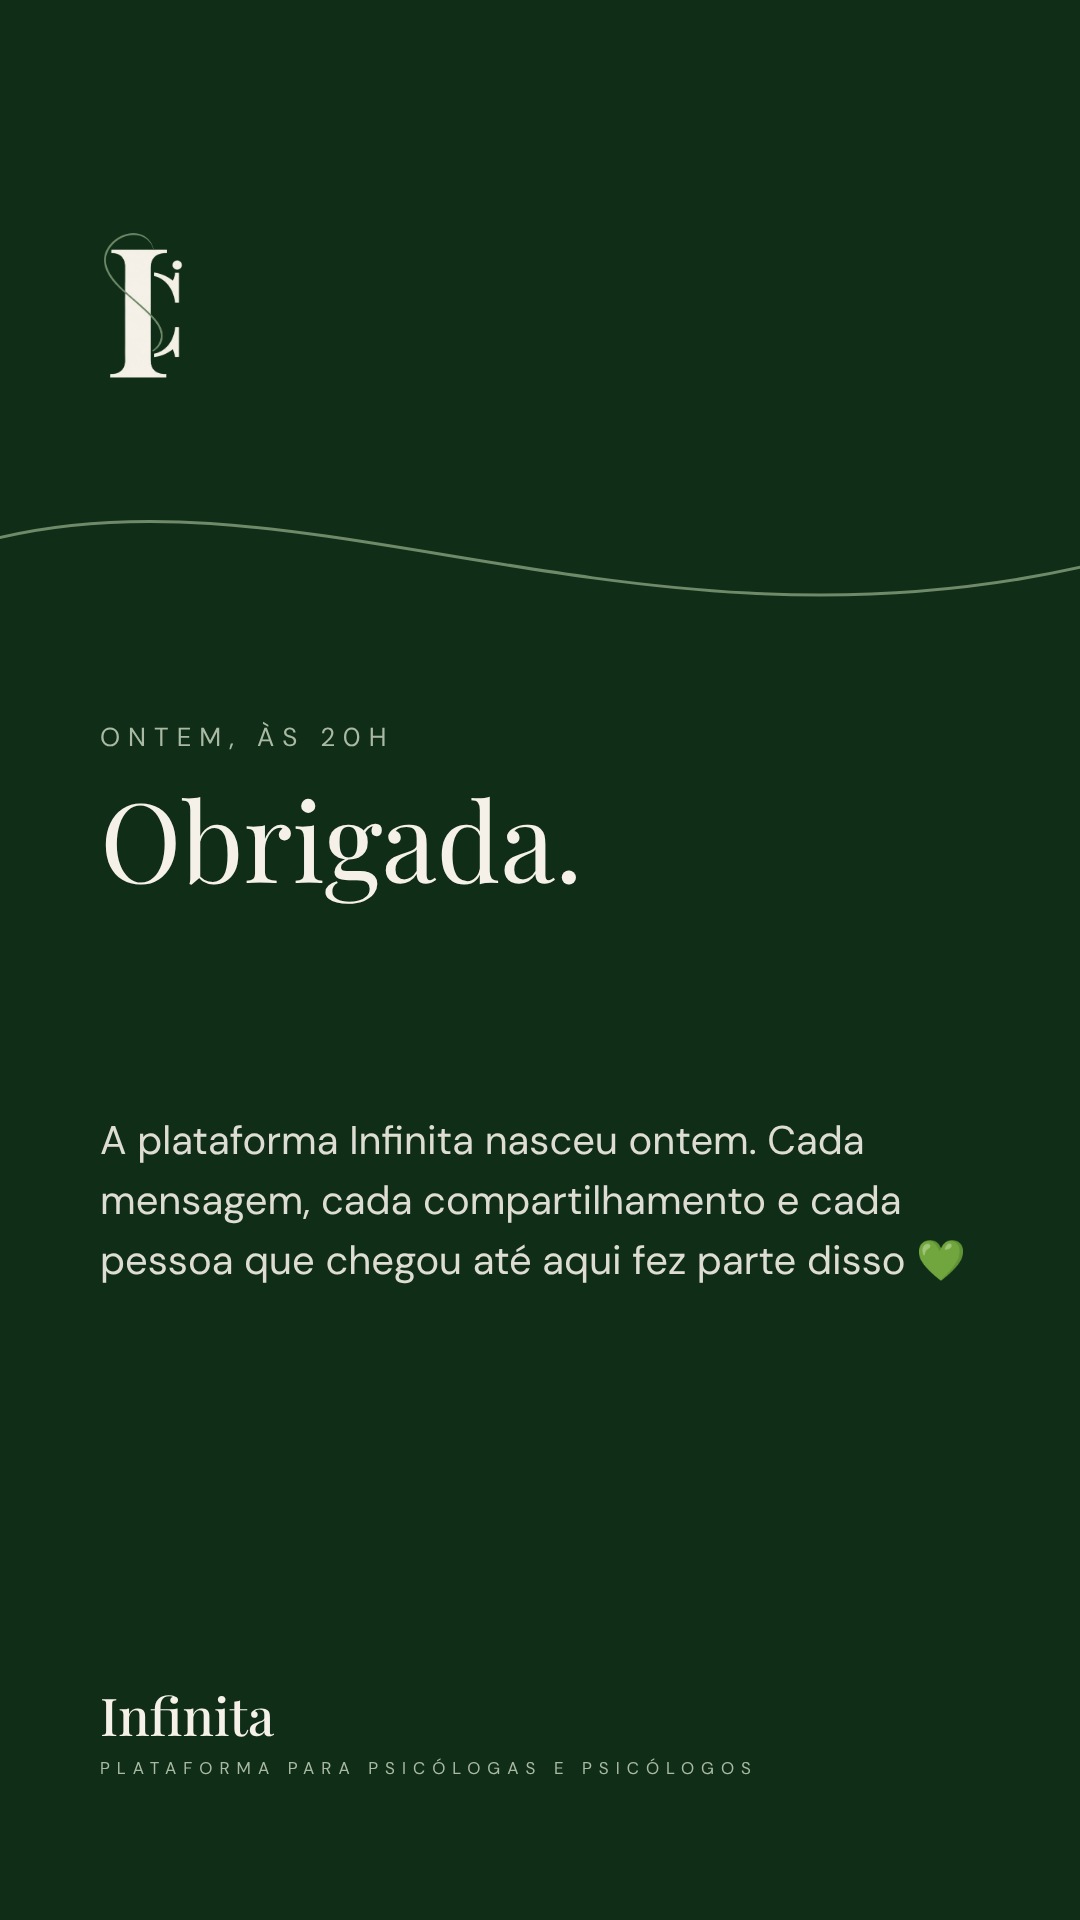 ONTEM, ÀS 20H
Obrigada.
A plataforma Infinita nasceu ontem. Cada
mensagem, cada compartilhamento e cada
pessoa que chegou até aqui fez parte disso 💚
Infinita
PLATAFORMA PARA PSICÓLOGAS E PSICÓLOGOS